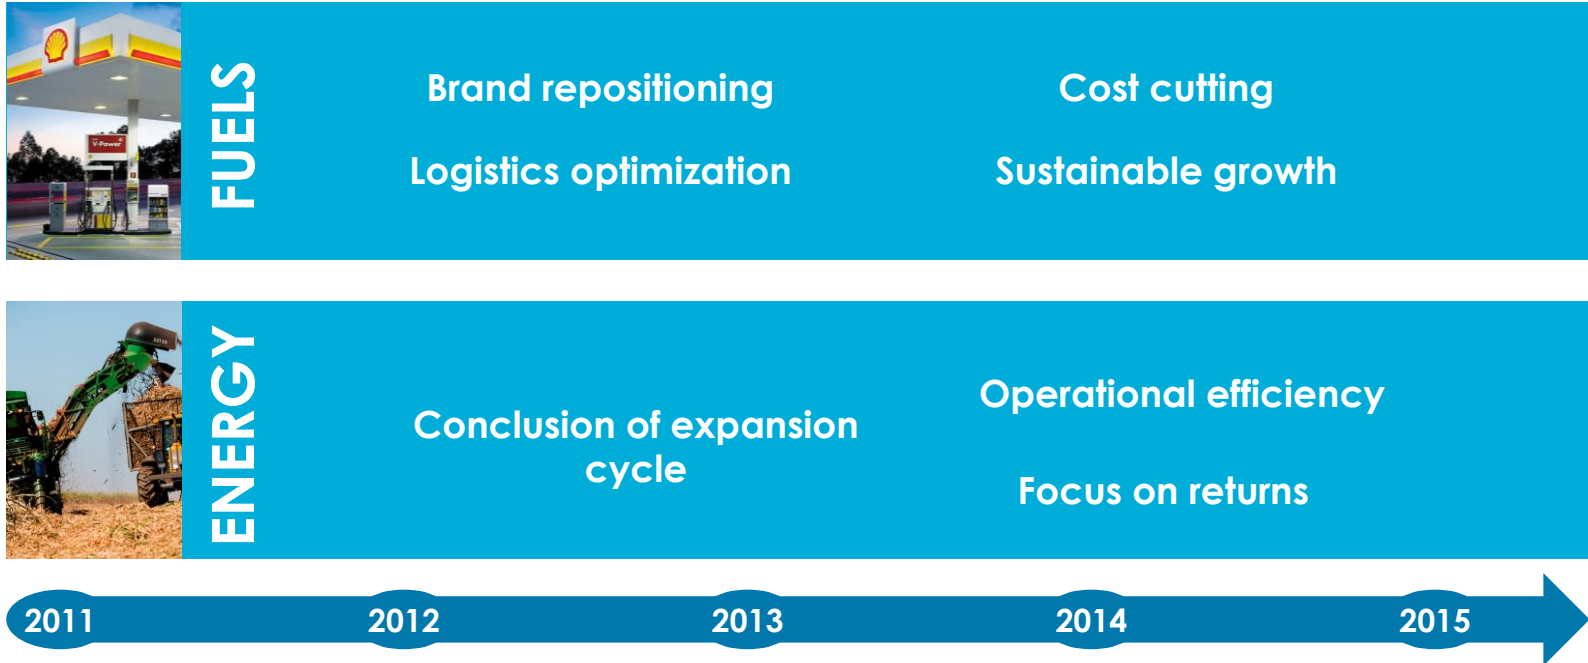 FUELS
Brand repositioning
Cost cutting
Logistics optimization
Sustainable growth
V-Power
ENERGY
Operational efficiency
Conclusion of expansion
cycle
Focus on returns
2011
2012
2013
2014
2015